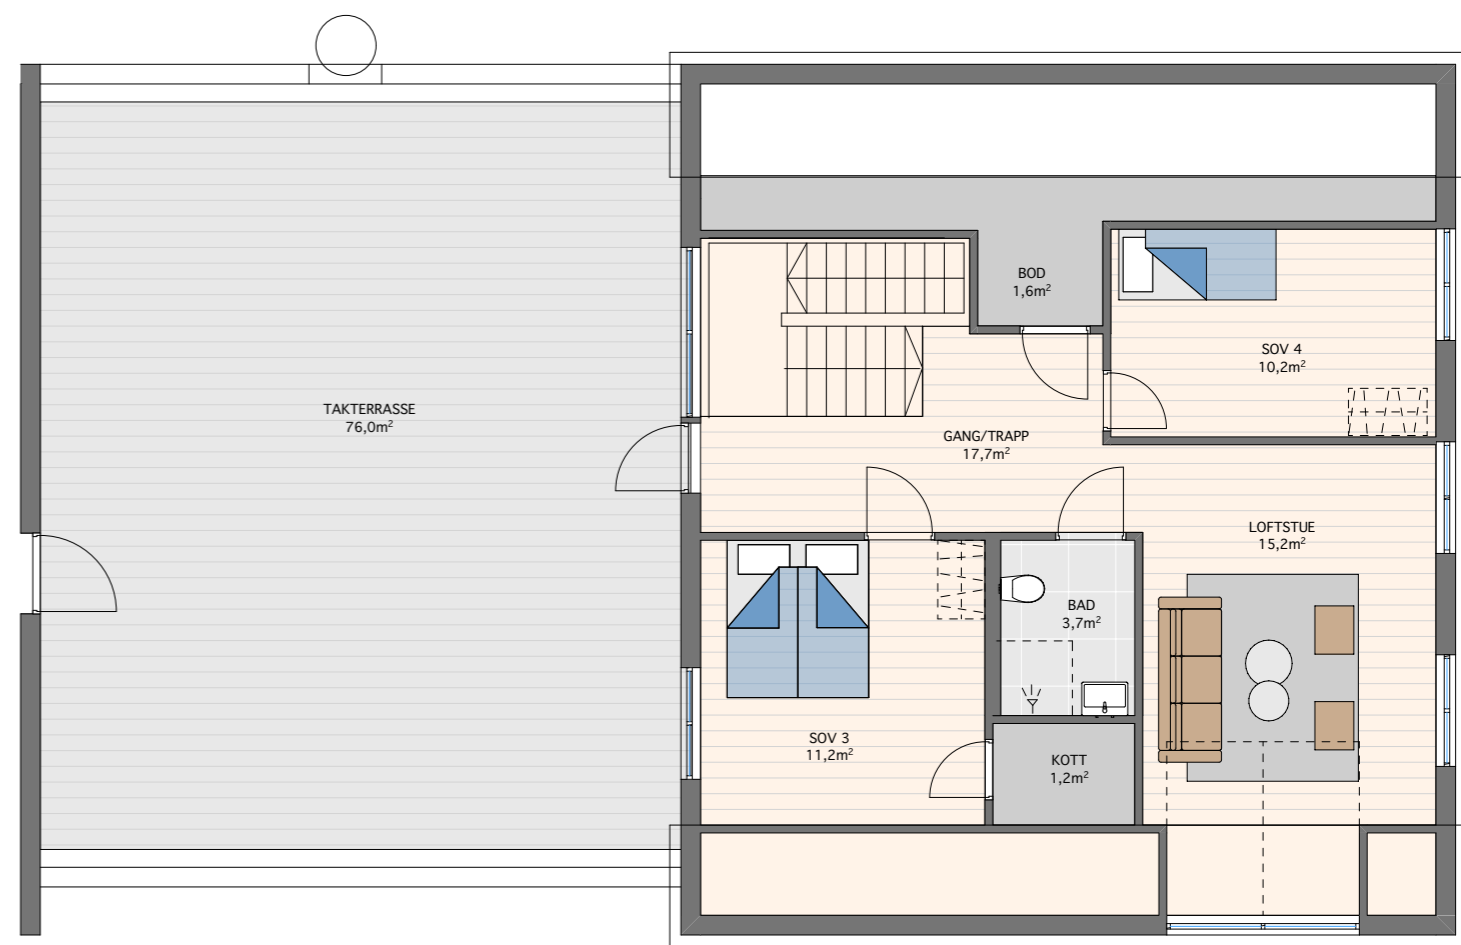 BOD
1,6m²
SOV 4
10,2m²
TAKTERRASSE
76,0m²
GANG/TRAPP
17,7m²
LOFTSTUE
15,2m²
BAD
3,7m²
SOV 3
11,2m²
KOTT
1,2m²